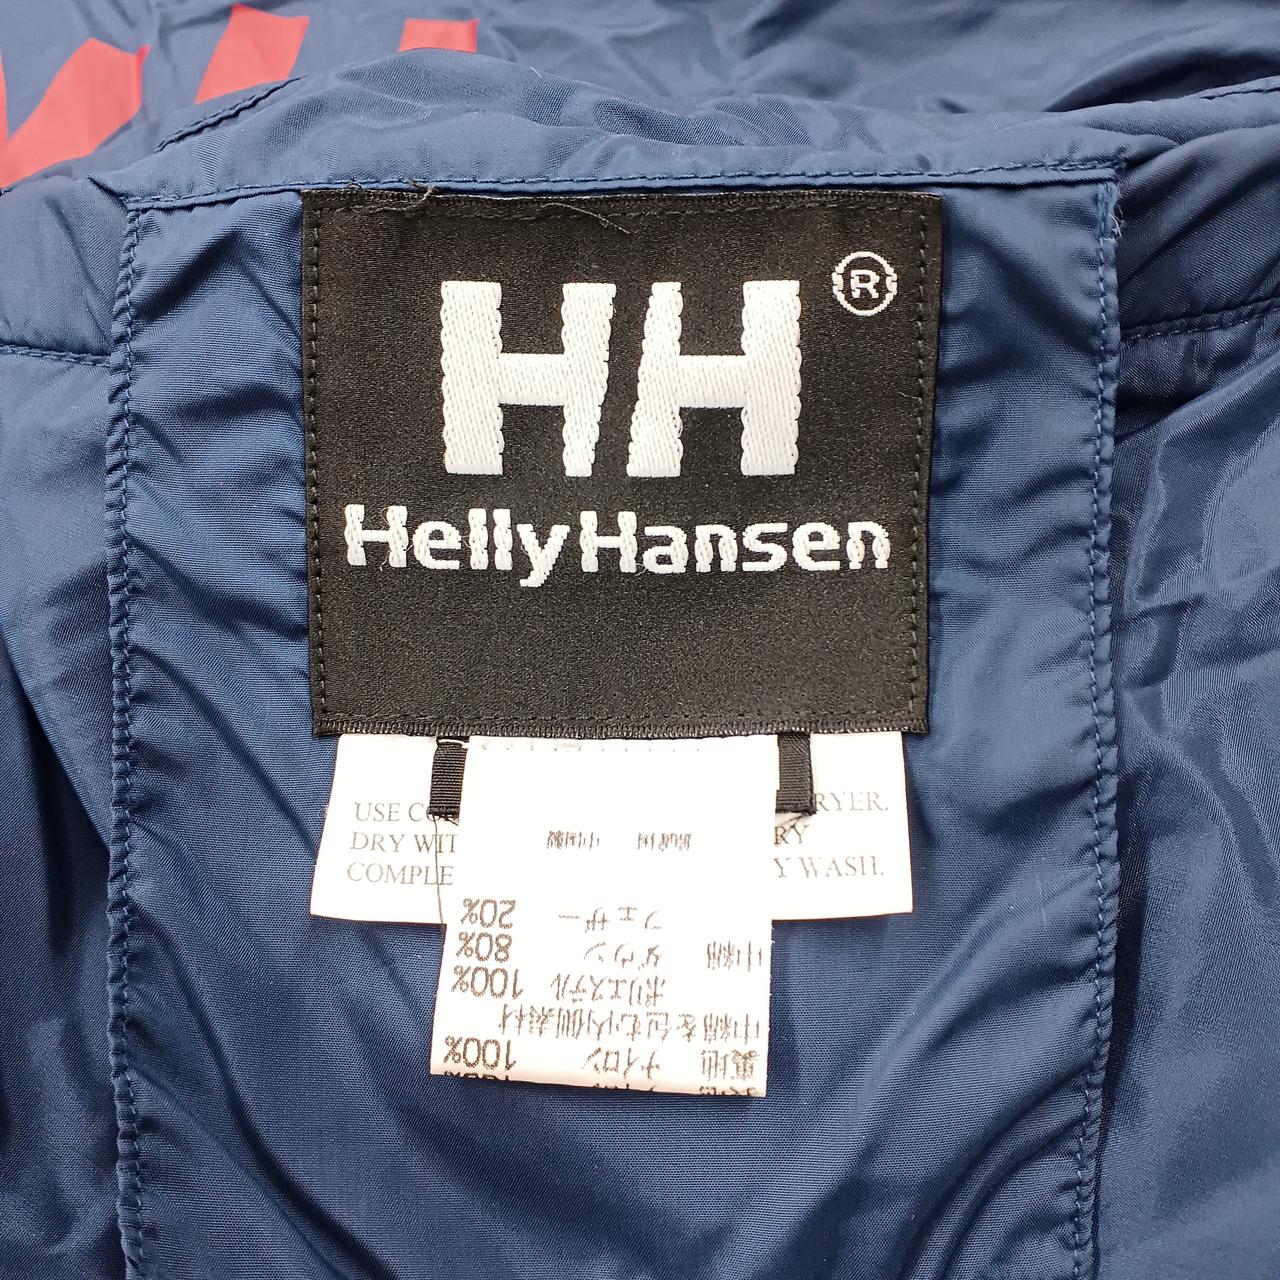 HH ®
Helly Hansen
USE CO RYER.
DRY WIT RY
COMPLE Y WASH.
裏地 ナイロン 100%
中綿を包む内側素材
ポリエステル 100%
中綿 ダウン 80%
フェザー 20%